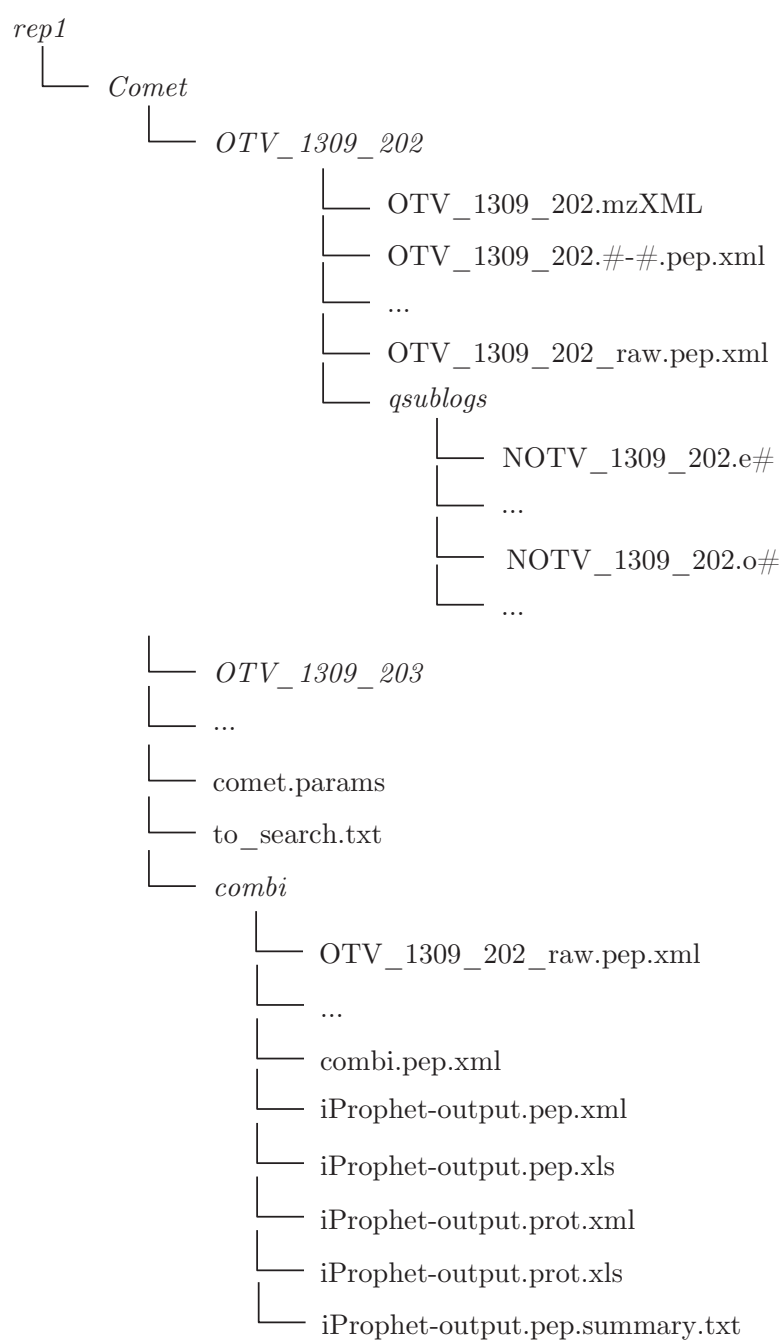 rep1
Comet
OTV_1309_202
OTV_1309_202.mzXML
OTV_1309_202.#-#.pep.xml
...
OTV_1309_202_raw.pep.xml
qsublogs
NOTV_1309_202.e#
...
NOTV_1309_202.o#
...
OTV_1309_203
...
comet.params
to_search.txt
combi
OTV_1309_202_raw.pep.xml
...
combi.pep.xml
iProphet-output.pep.xml
iProphet-output.pep.xls
iProphet-output.prot.xml
iProphet-output.prot.xls
iProphet-output.pep.summary.txt